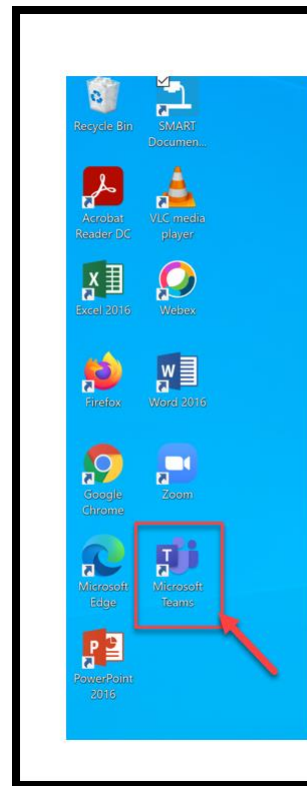 Recycle Bin
SMART
Documen...
Acrobat
Reader DC
VLC media
player
Excel 2016
Webex
Firefox
Word 2016
Google
Chrome
Zoom
Microsoft
Edge
Microsoft
Teams
PowerPoint
2016